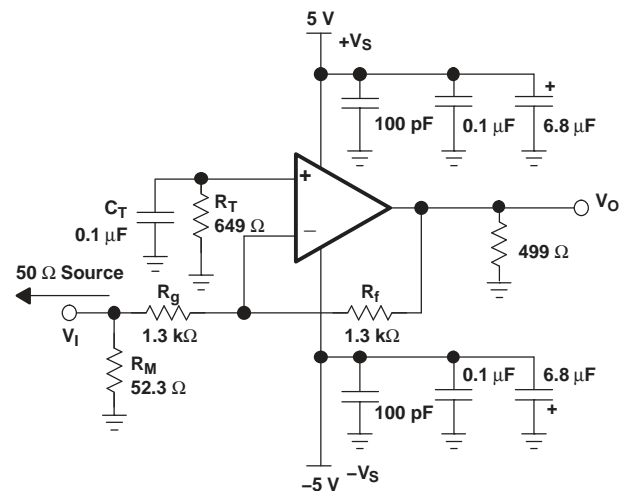 5 V
+VS
+
100 pF
0.1 µF
6.8 µF
CT
0.1 µF
RT
649 Ω
+
−
VO
499 Ω
50 Ω Source
VI
Rg
1.3 kΩ
Rf
1.3 kΩ
RM
52.3 Ω
100 pF
0.1 µF
6.8 µF
+
−5 V
−VS